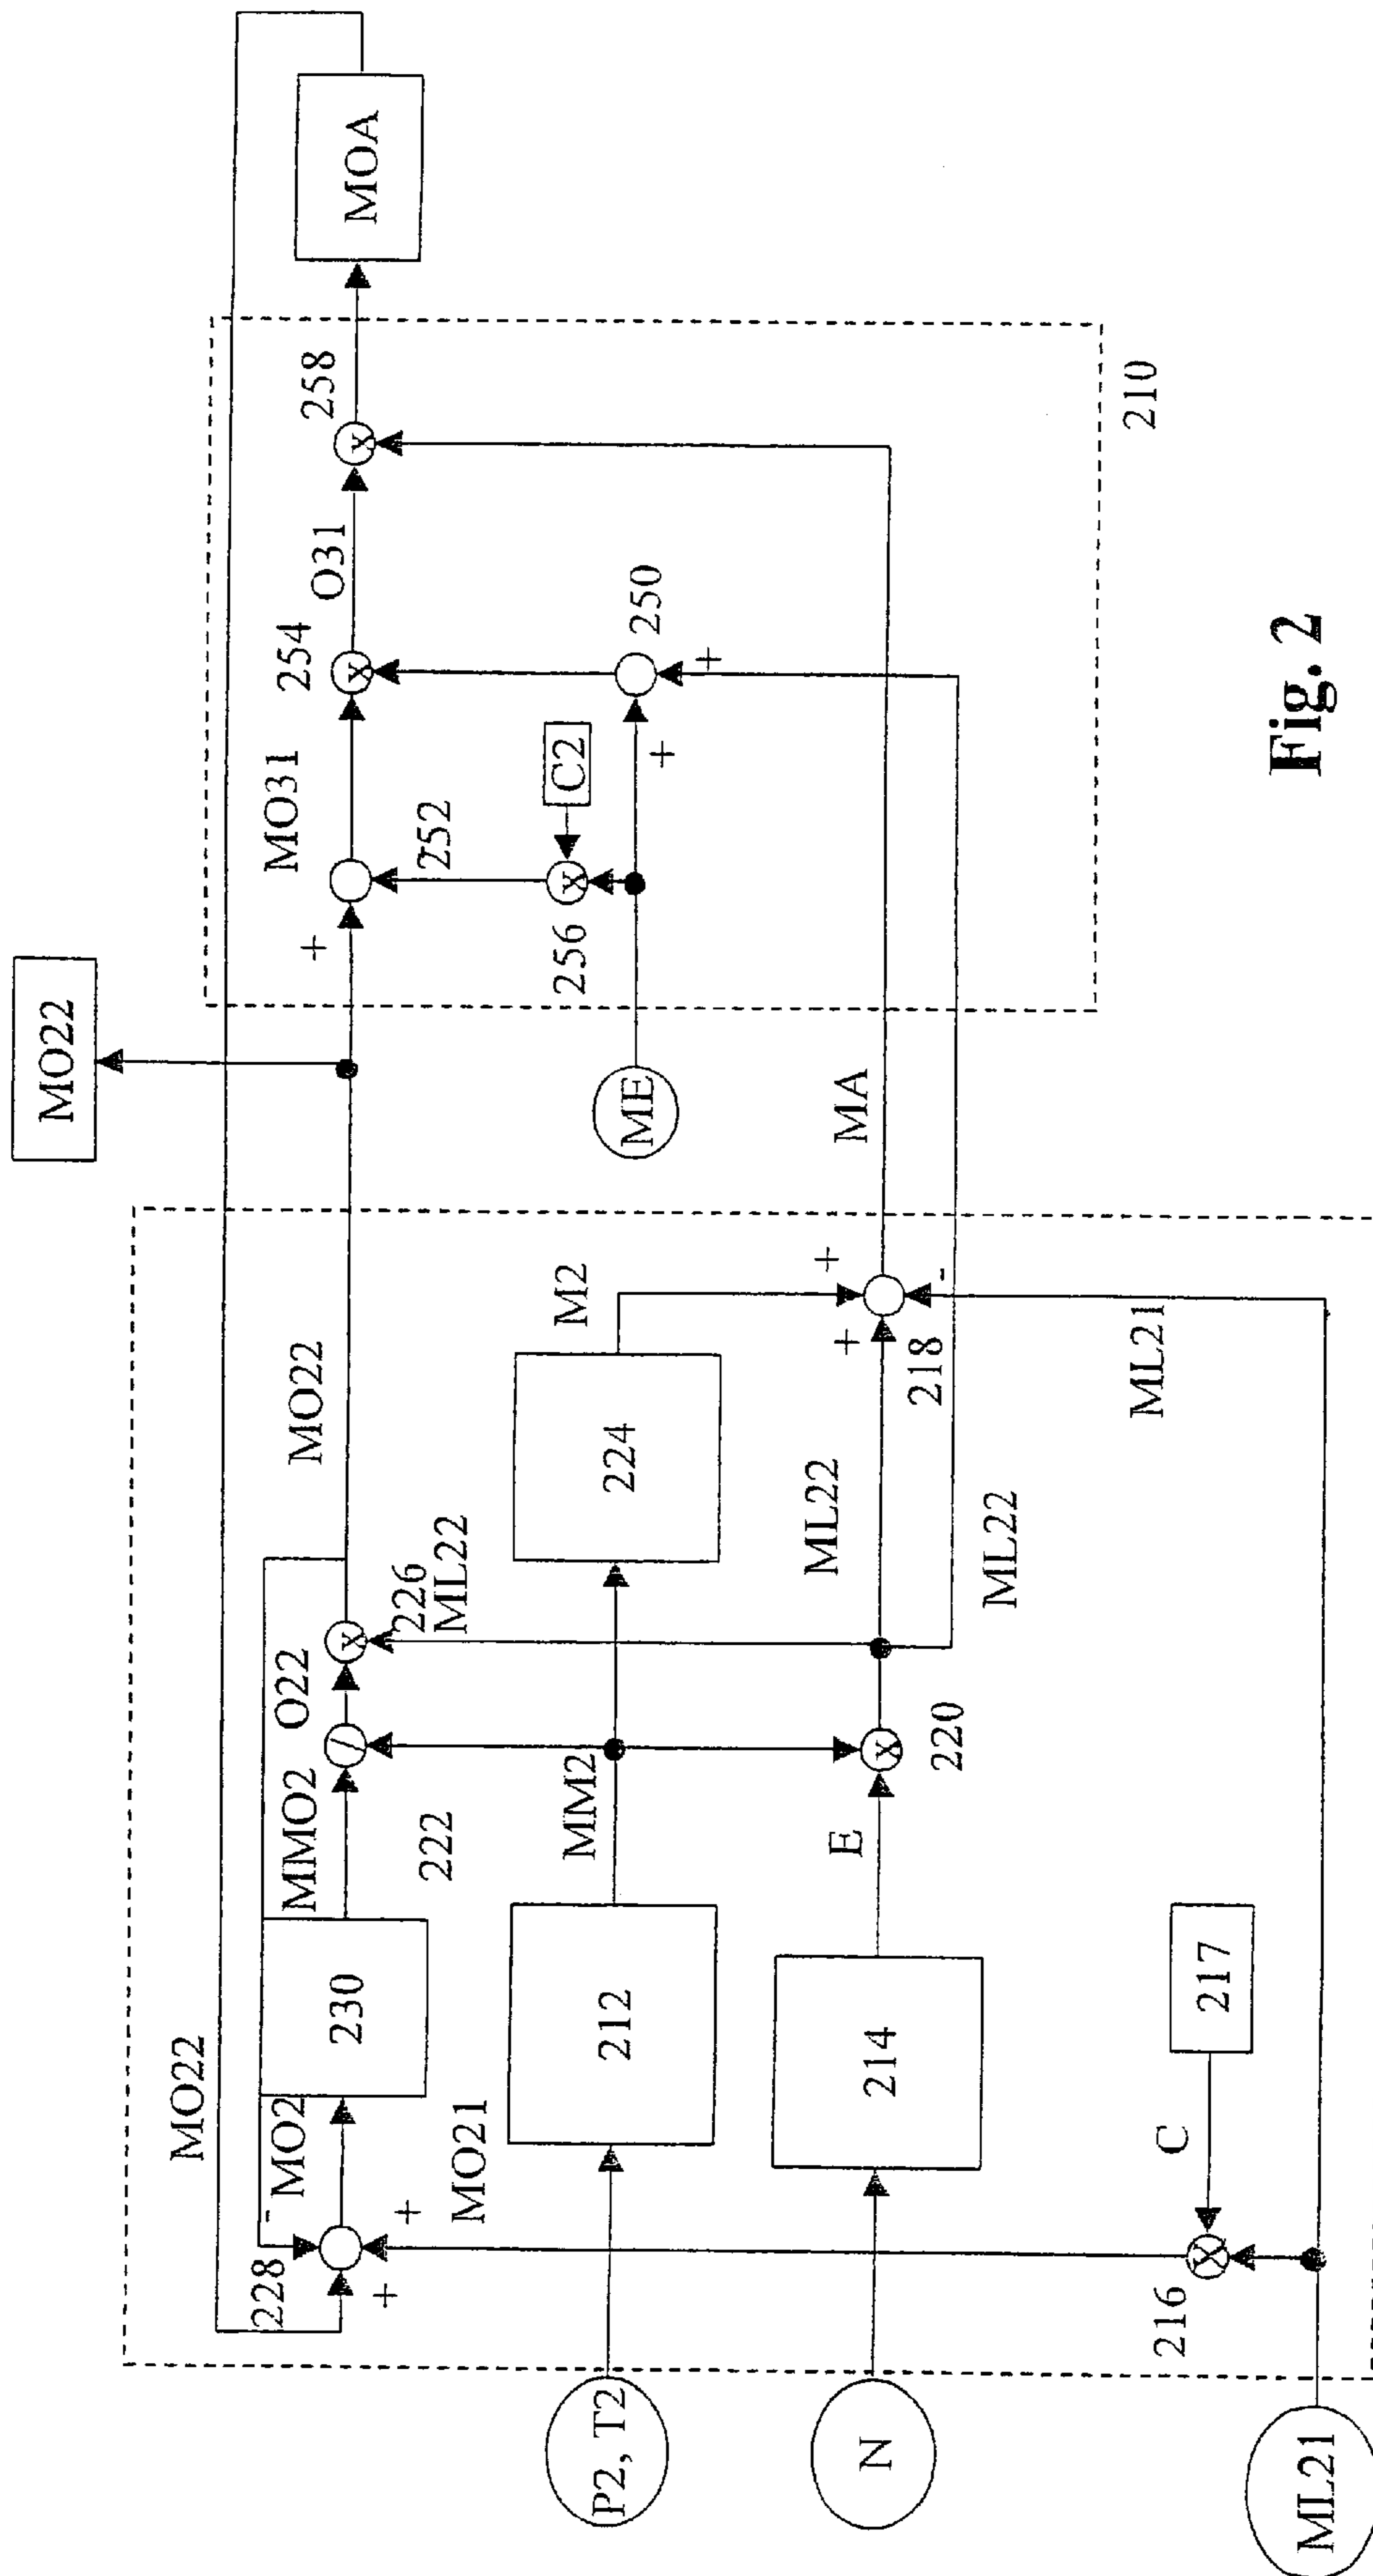 MO22
MOA
MO22
MO22
MO2
-
228
+
+
MO21
230
MMO2
222
O22
226
ML22
MO22
+
MO31
252
254
O31
258
P2, T2
212
MM2
224
M2
ME
256
x
C2
+
250
+
N
214
E
x
220
ML22
ML22
+
+
-
218
MA
210
ML21
216
x
C
217
ML21
x
/
x
x
x
Fig. 2